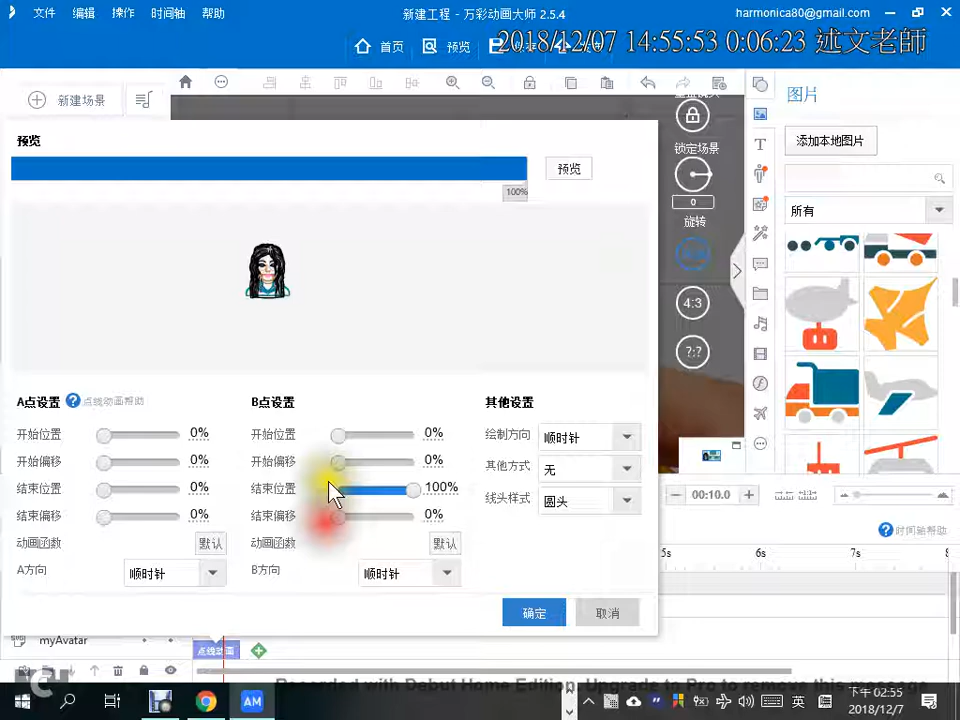 文件 编辑 操作 时间轴 帮助
新建工程 - 万彩动画大师 2.5.4
harmonica80@gmail.com
首页 预览
2018/12/07 14:55:53 0:06:23 述文老師
新建场景
图片
添加本地图片
所有
锁定场景
0
旋转
4:3
?:?
预览
预览
100%
A点设置 点线动画帮助
开始位置 0%
开始偏移 0%
结束位置 0%
结束偏移 0%
动画函数 默认
A方向 顺时针
B点设置
开始位置 0%
开始偏移 0%
结束位置 100%
结束偏移 0%
动画函数 默认
B方向 顺时针
其他设置
绘制方向 顺时针
其他方式 无
线头样式 圆头
确定 取消
00:10.0
时间轴帮助
5s 6s 7s 8
myAvatar
点线动画
Recorded with Debut Home Edition. Upgrade to Pro to remove this message
AM
英
下午 02:55
2018/12/7